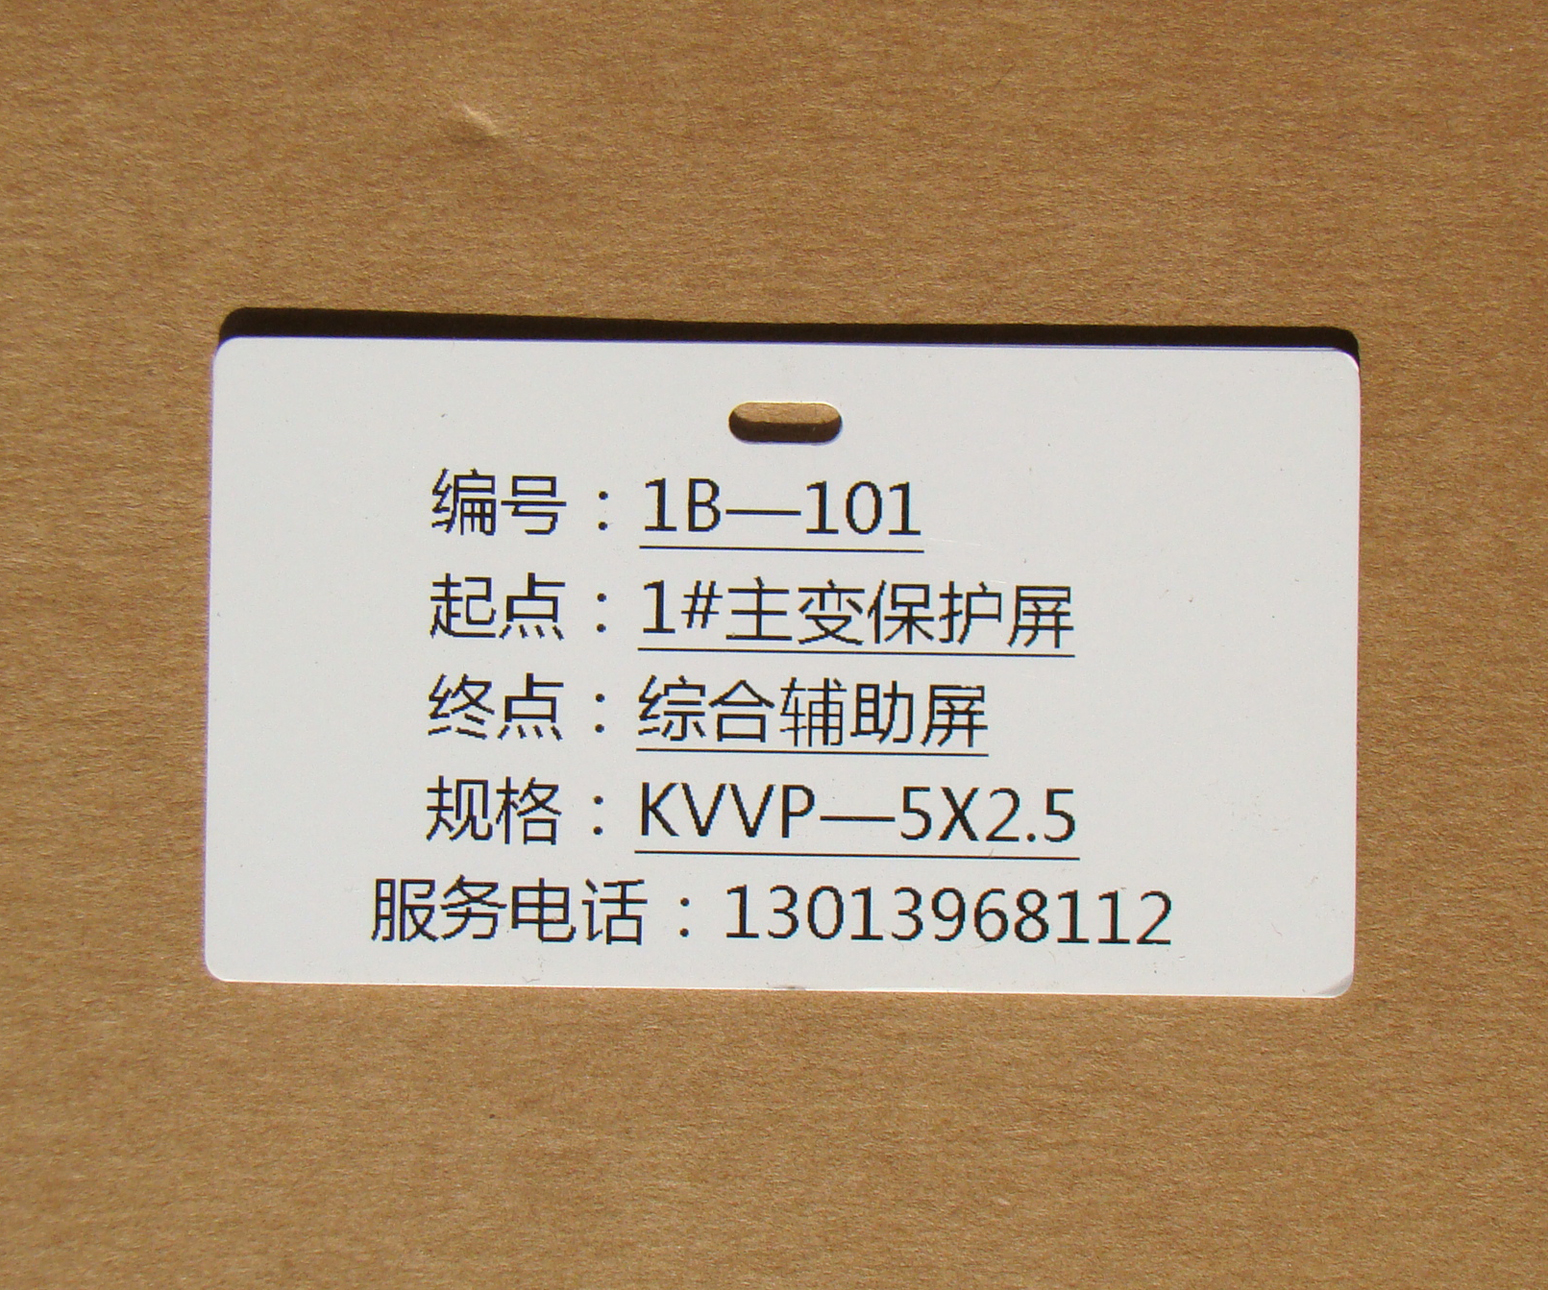 编号：1B—101
起点：1#主变保护屏
终点：综合辅助屏
规格：KVVP—5X2.5
服务电话：13013968112